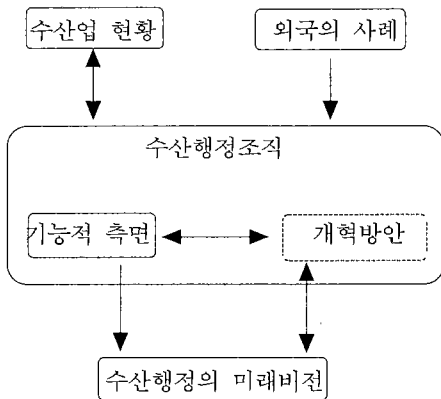 수산업 현황
외국의 사례
수산행정조직
기능적 측면
개혁방안
수산행정의 미래비전